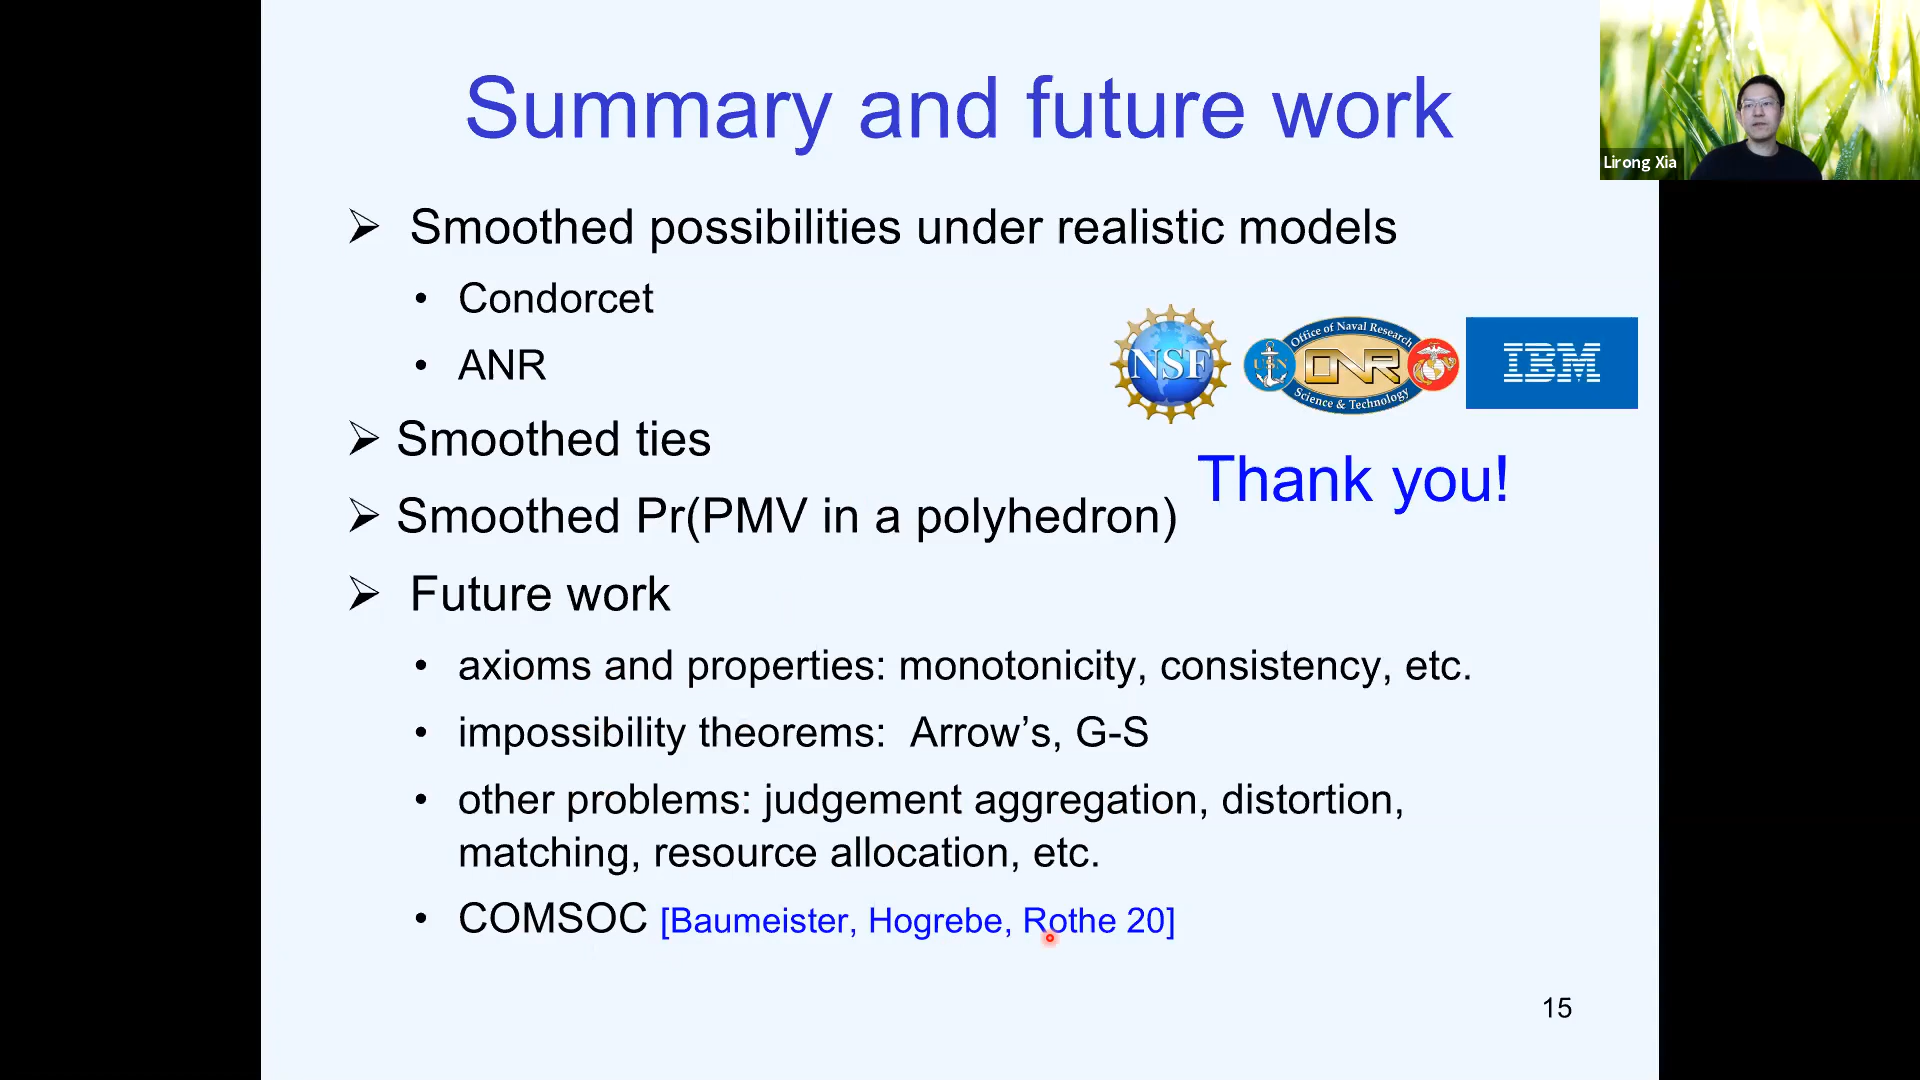 Summary and future work
Lirong Xia
➢ Smoothed possibilities under realistic models
• Condorcet
• ANR
NSF
Office of Naval Research
USN
ONR
Science & Technology
IBM
➢ Smoothed ties
Thank you!
➢ Smoothed Pr(PMV in a polyhedron)
➢ Future work
• axioms and properties: monotonicity, consistency, etc.
• impossibility theorems:  Arrow’s, G-S
• other problems: judgement aggregation, distortion,
matching, resource allocation, etc.
• COMSOC [Baumeister, Hogrebe, Rothe 20]
15